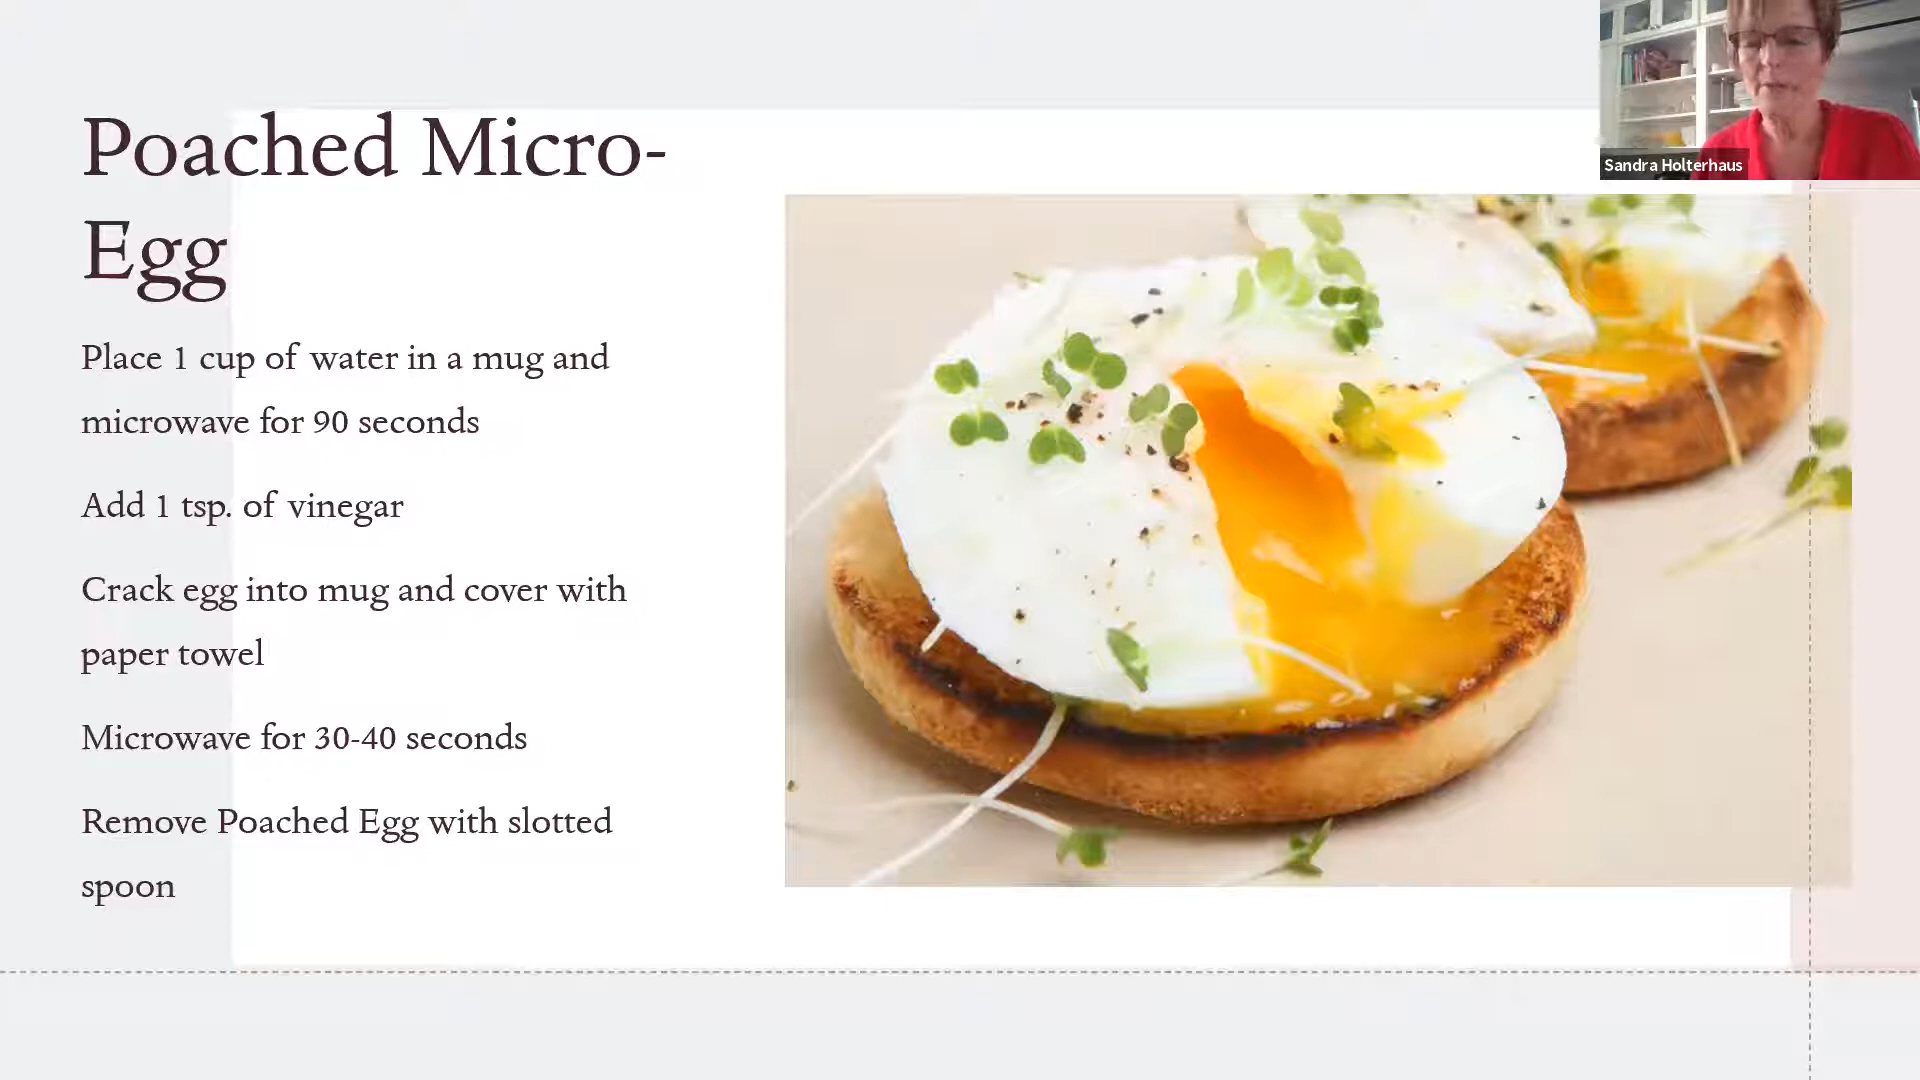 Poached Micro-
Egg
Place 1 cup of water in a mug and
microwave for 90 seconds
Add 1 tsp. of vinegar
Crack egg into mug and cover with
paper towel
Microwave for 30-40 seconds
Remove Poached Egg with slotted
spoon
Sandra Holterhaus